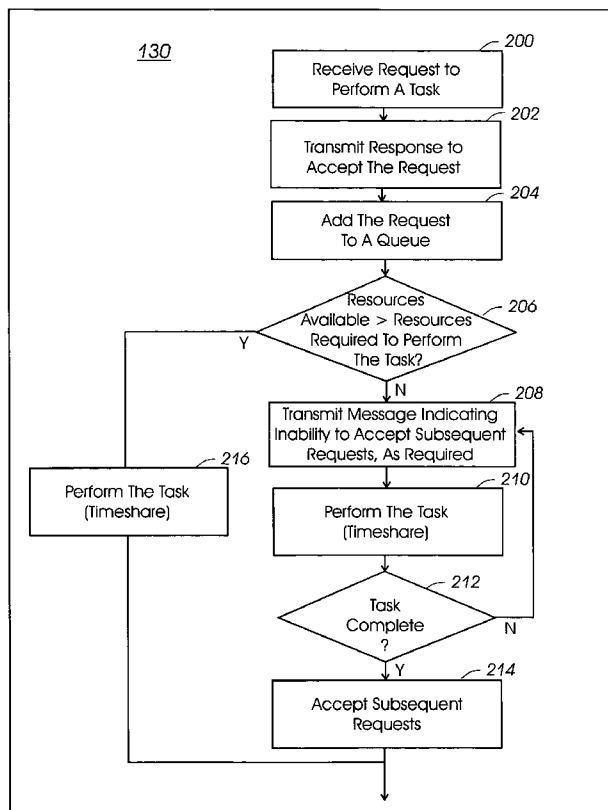 130
200
Receive Request to
Perform A Task
202
Transmit Response to
Accept The Request
204
Add The Request
To A Queue
206
Resources
Available > Resources
Required To Perform
The Task?
Y
N
208
Transmit Message Indicating
Inability to Accept Subsequent
Requests, As Required
216
Perform The Task
(Timeshare)
210
Perform The Task
(Timeshare)
212
Task
Complete
?
N
Y
214
Accept Subsequent
Requests